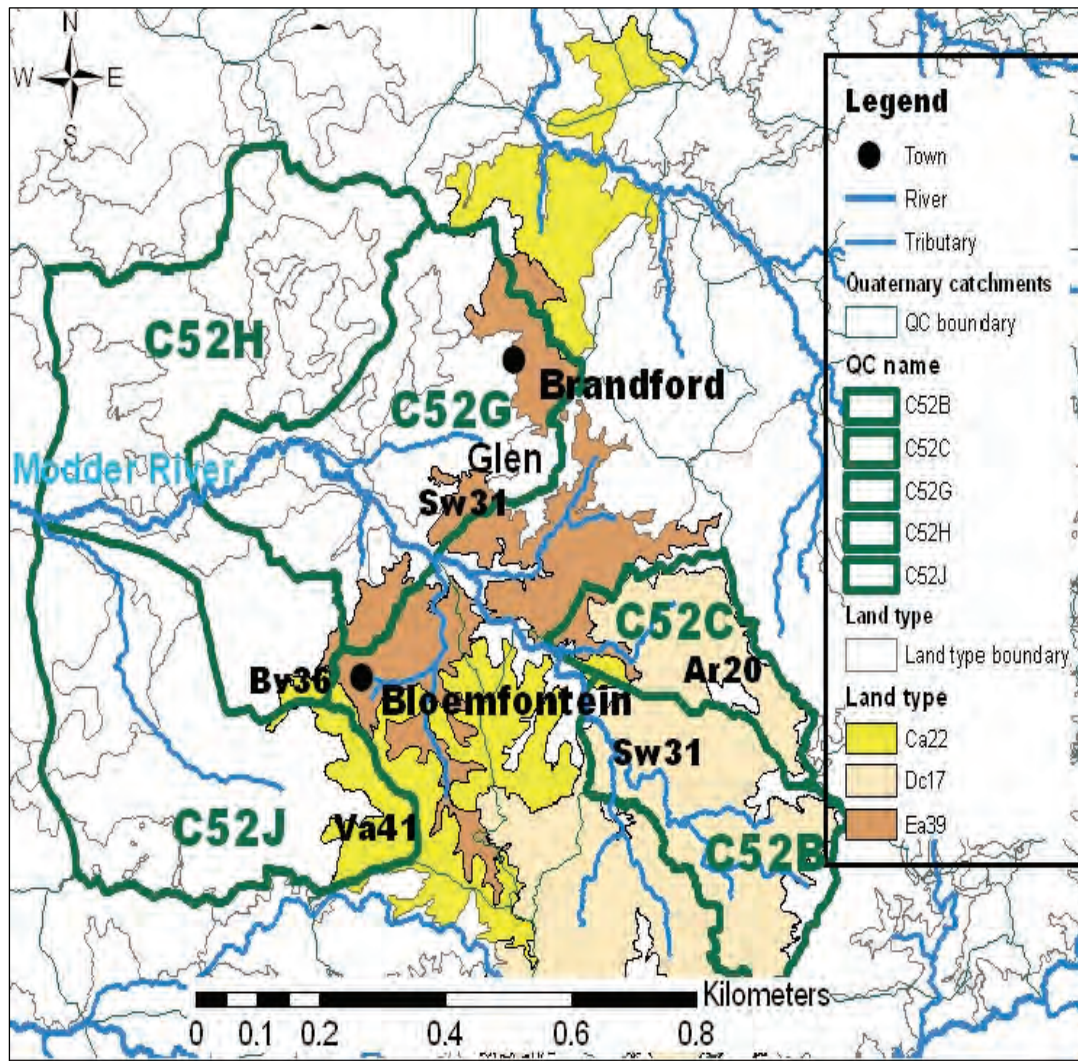 N
W E
S
Legend
Town
River
Tributary
Quaternary catchments
QC boundary
QC name
C52B
C52C
C52G
C52H
C52J
Land type
Land type boundary
Land type
Ca22
Dc17
Ea39
C52H
Brandford
C52G
Glen
Modder River
Sw31
C52C
Ar20
Bv36
Bloemfontein
Sw31
C52J
Va41
C52B
Kilometers
0 0.1 0.2 0.4 0.6 0.8